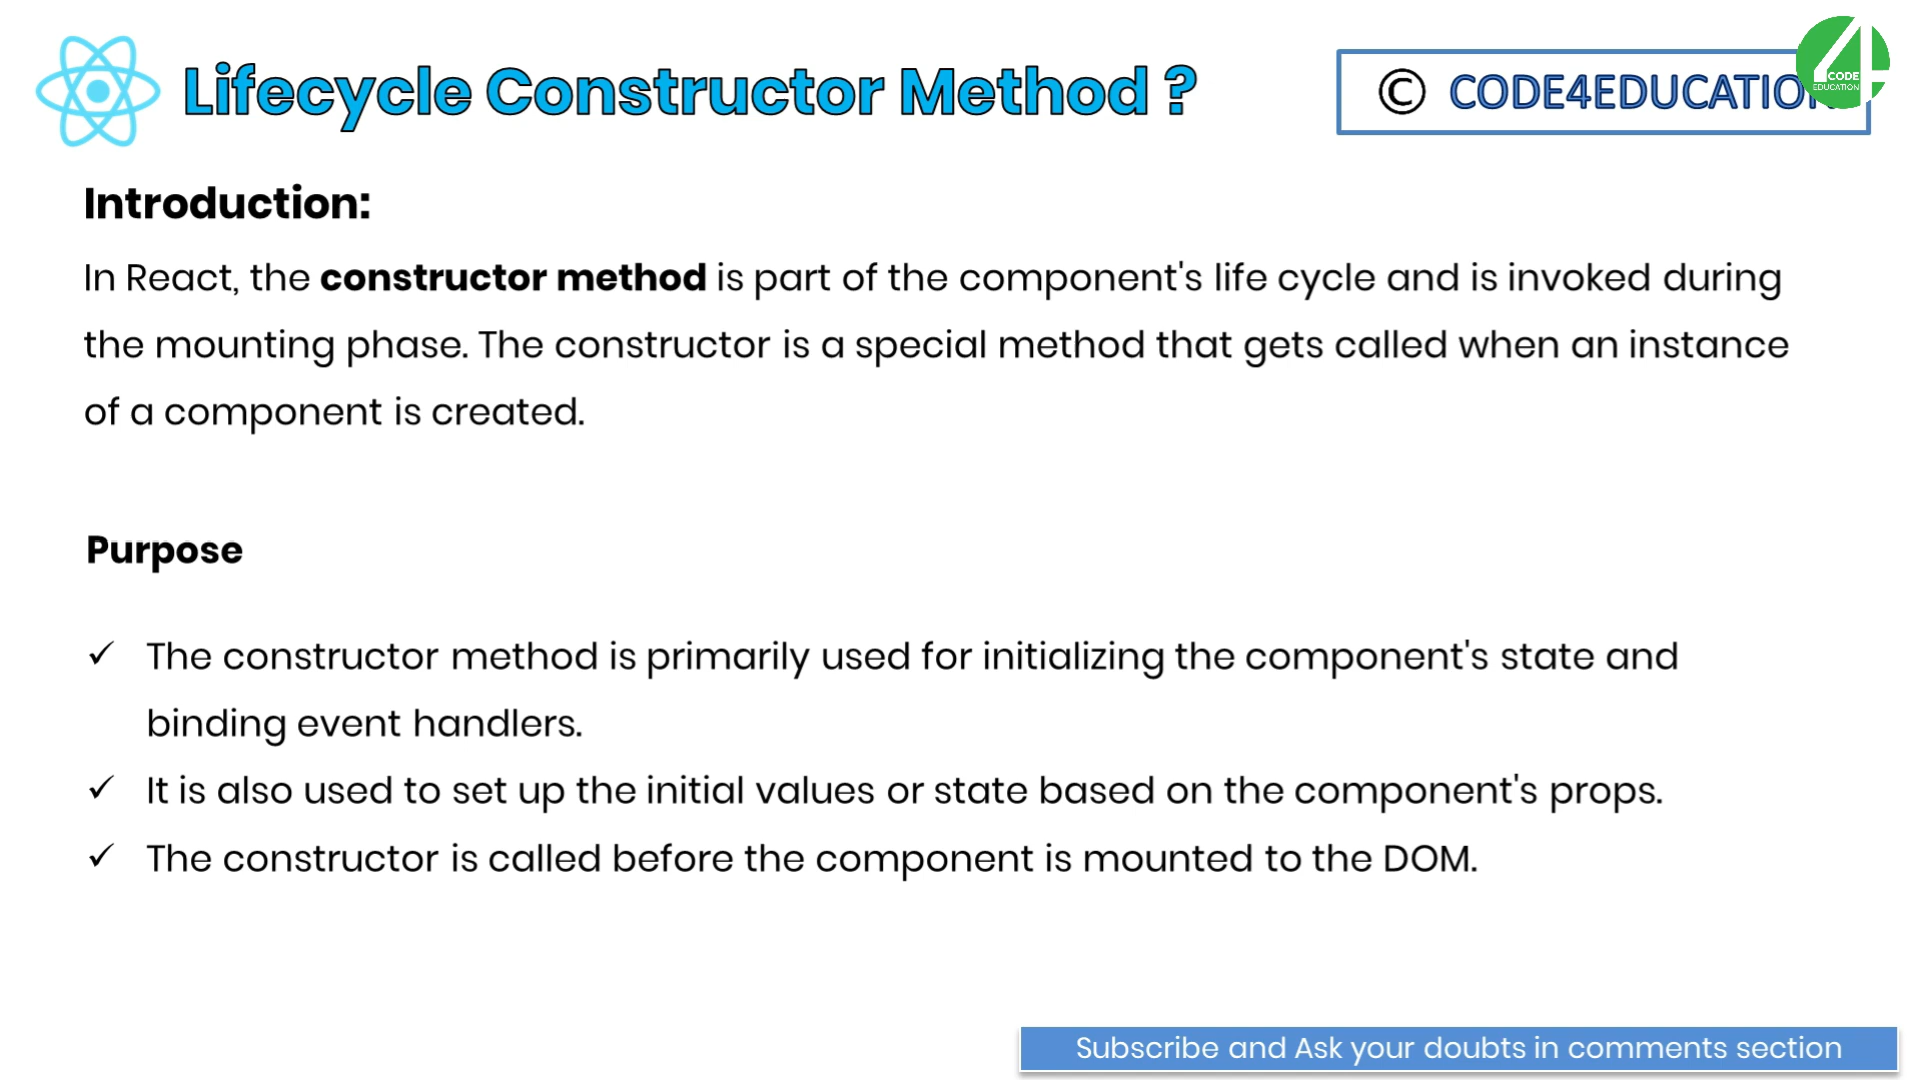 Lifecycle Constructor Method ?
© CODE4EDUCATION
CODE
EDUCATION
Introduction:
In React, the constructor method is part of the component's life cycle and is invoked during
the mounting phase. The constructor is a special method that gets called when an instance
of a component is created.
Purpose
✓ The constructor method is primarily used for initializing the component's state and
binding event handlers.
✓ It is also used to set up the initial values or state based on the component's props.
✓ The constructor is called before the component is mounted to the DOM.
Subscribe and Ask your doubts in comments section